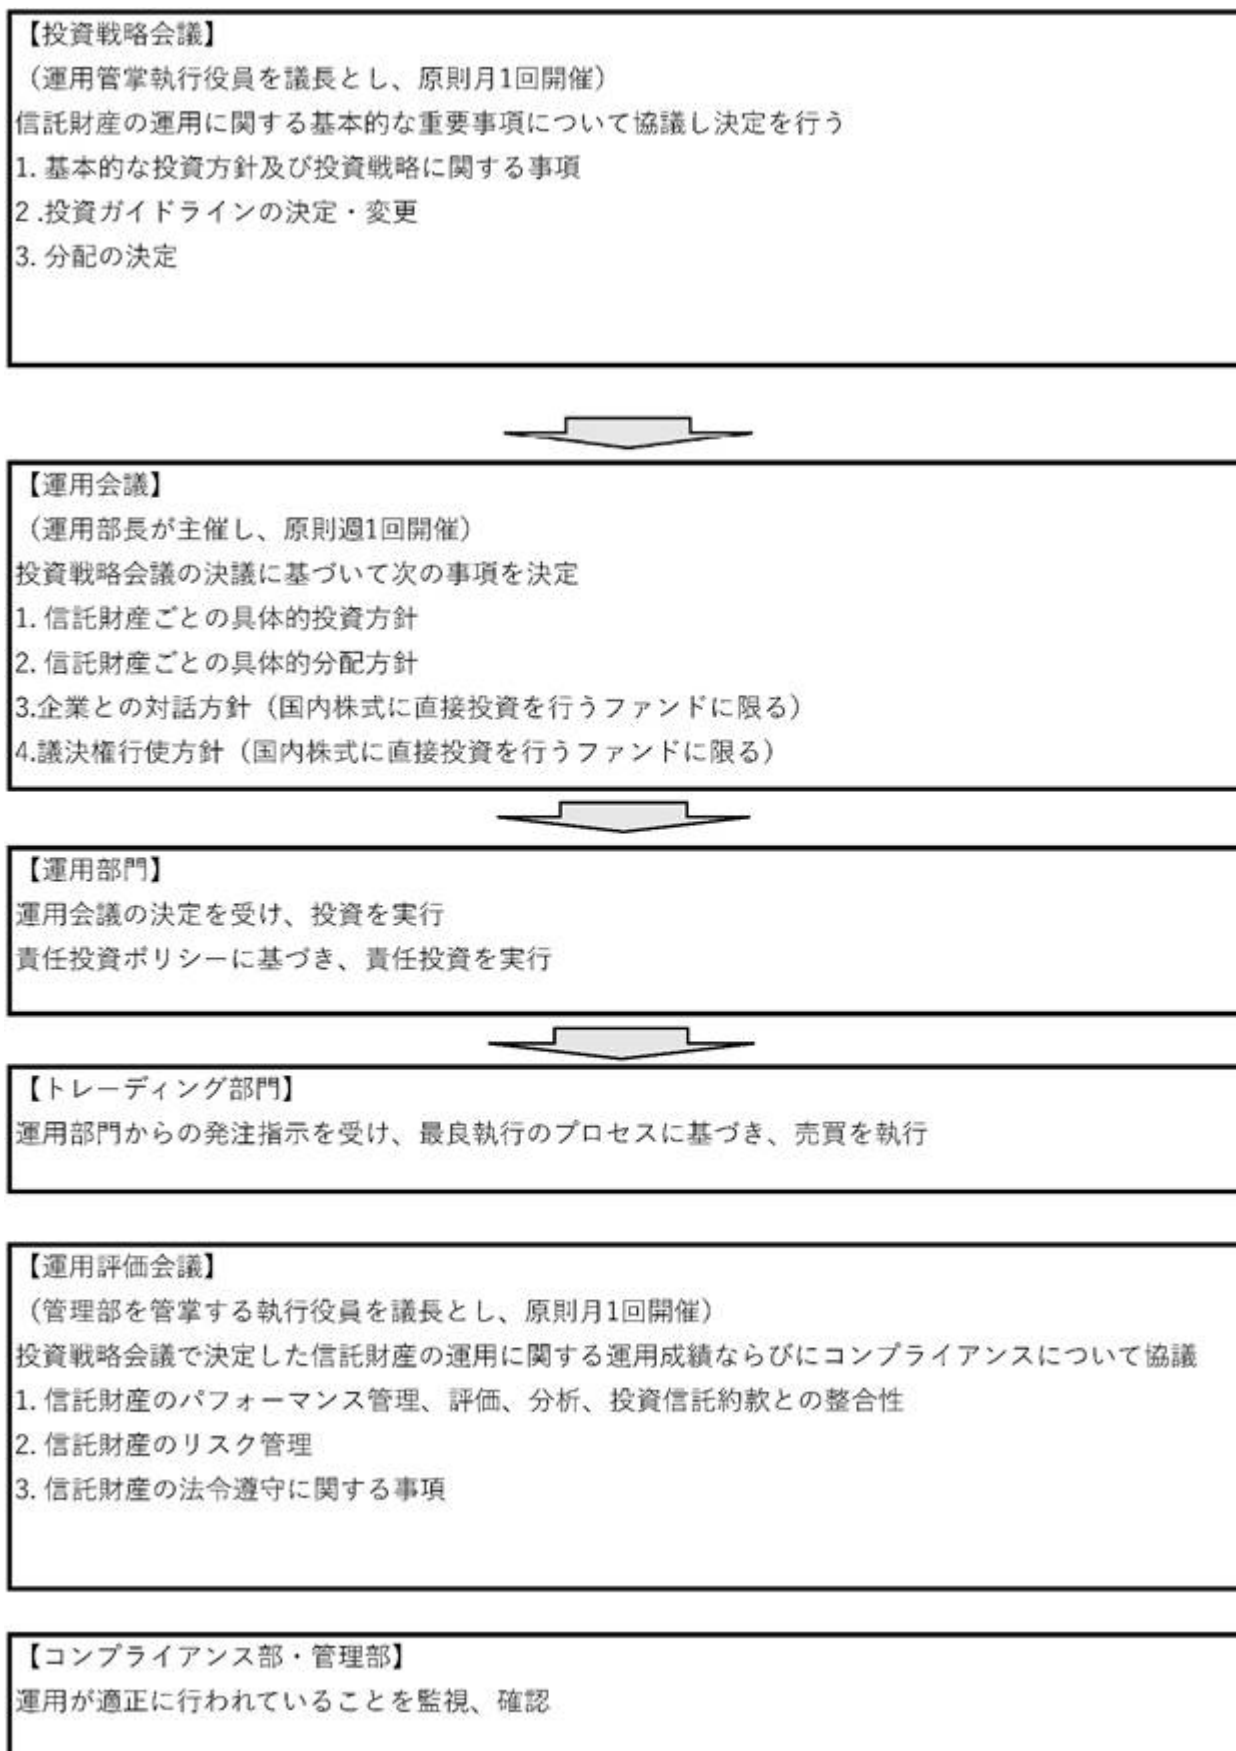 【投資戦略会議】
（運用管掌執行役員を議長とし、原則月1回開催）
信託財産の運用に関する基本的な重要事項について協議し決定を行う
1. 基本的な投資方針及び投資戦略に関する事項
2 .投資ガイドラインの決定・変更
3. 分配の決定
【運用会議】
（運用部長が主催し、原則週1回開催）
投資戦略会議の決議に基づいて次の事項を決定
1. 信託財産ごとの具体的投資方針
2. 信託財産ごとの具体的分配方針
3.企業との対話方針（国内株式に直接投資を行うファンドに限る）
4.議決権行使方針（国内株式に直接投資を行うファンドに限る）
【運用部門】
運用会議の決定を受け、投資を実行
責任投資ポリシーに基づき、責任投資を実行
【トレーディング部門】
運用部門からの発注指示を受け、最良執行のプロセスに基づき、売買を執行
【運用評価会議】
（管理部を管掌する執行役員を議長とし、原則月1回開催）
投資戦略会議で決定した信託財産の運用に関する運用成績ならびにコンプライアンスについて協議
1. 信託財産のパフォーマンス管理、評価、分析、投資信託約款との整合性
2. 信託財産のリスク管理
3. 信託財産の法令遵守に関する事項
【コンプライアンス部・管理部】
運用が適正に行われていることを監視、確認